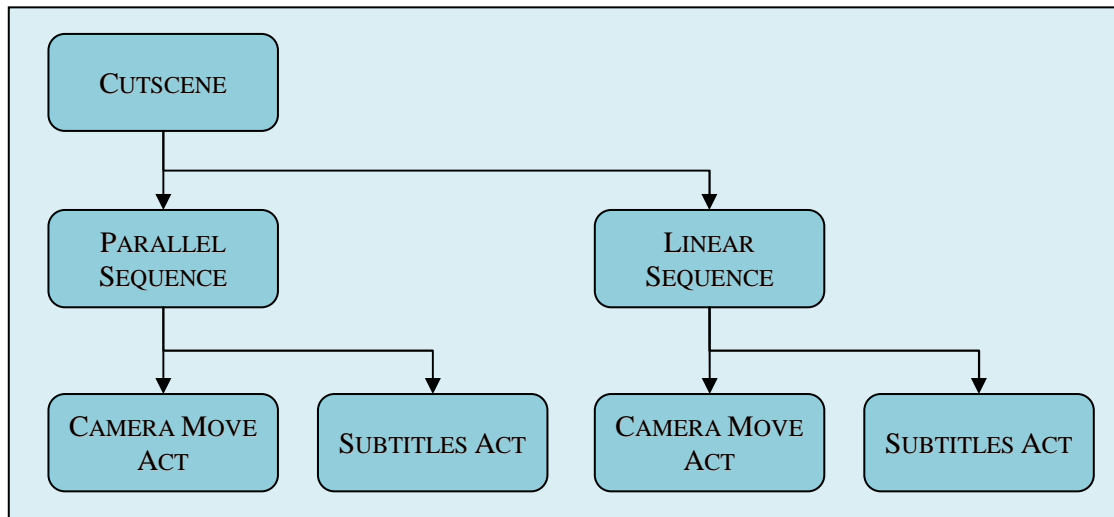 CUTSCENE
PARALLEL
SEQUENCE
LINEAR
SEQUENCE
CAMERA MOVE
ACT
SUBTITLES ACT
CAMERA MOVE
ACT
SUBTITLES ACT